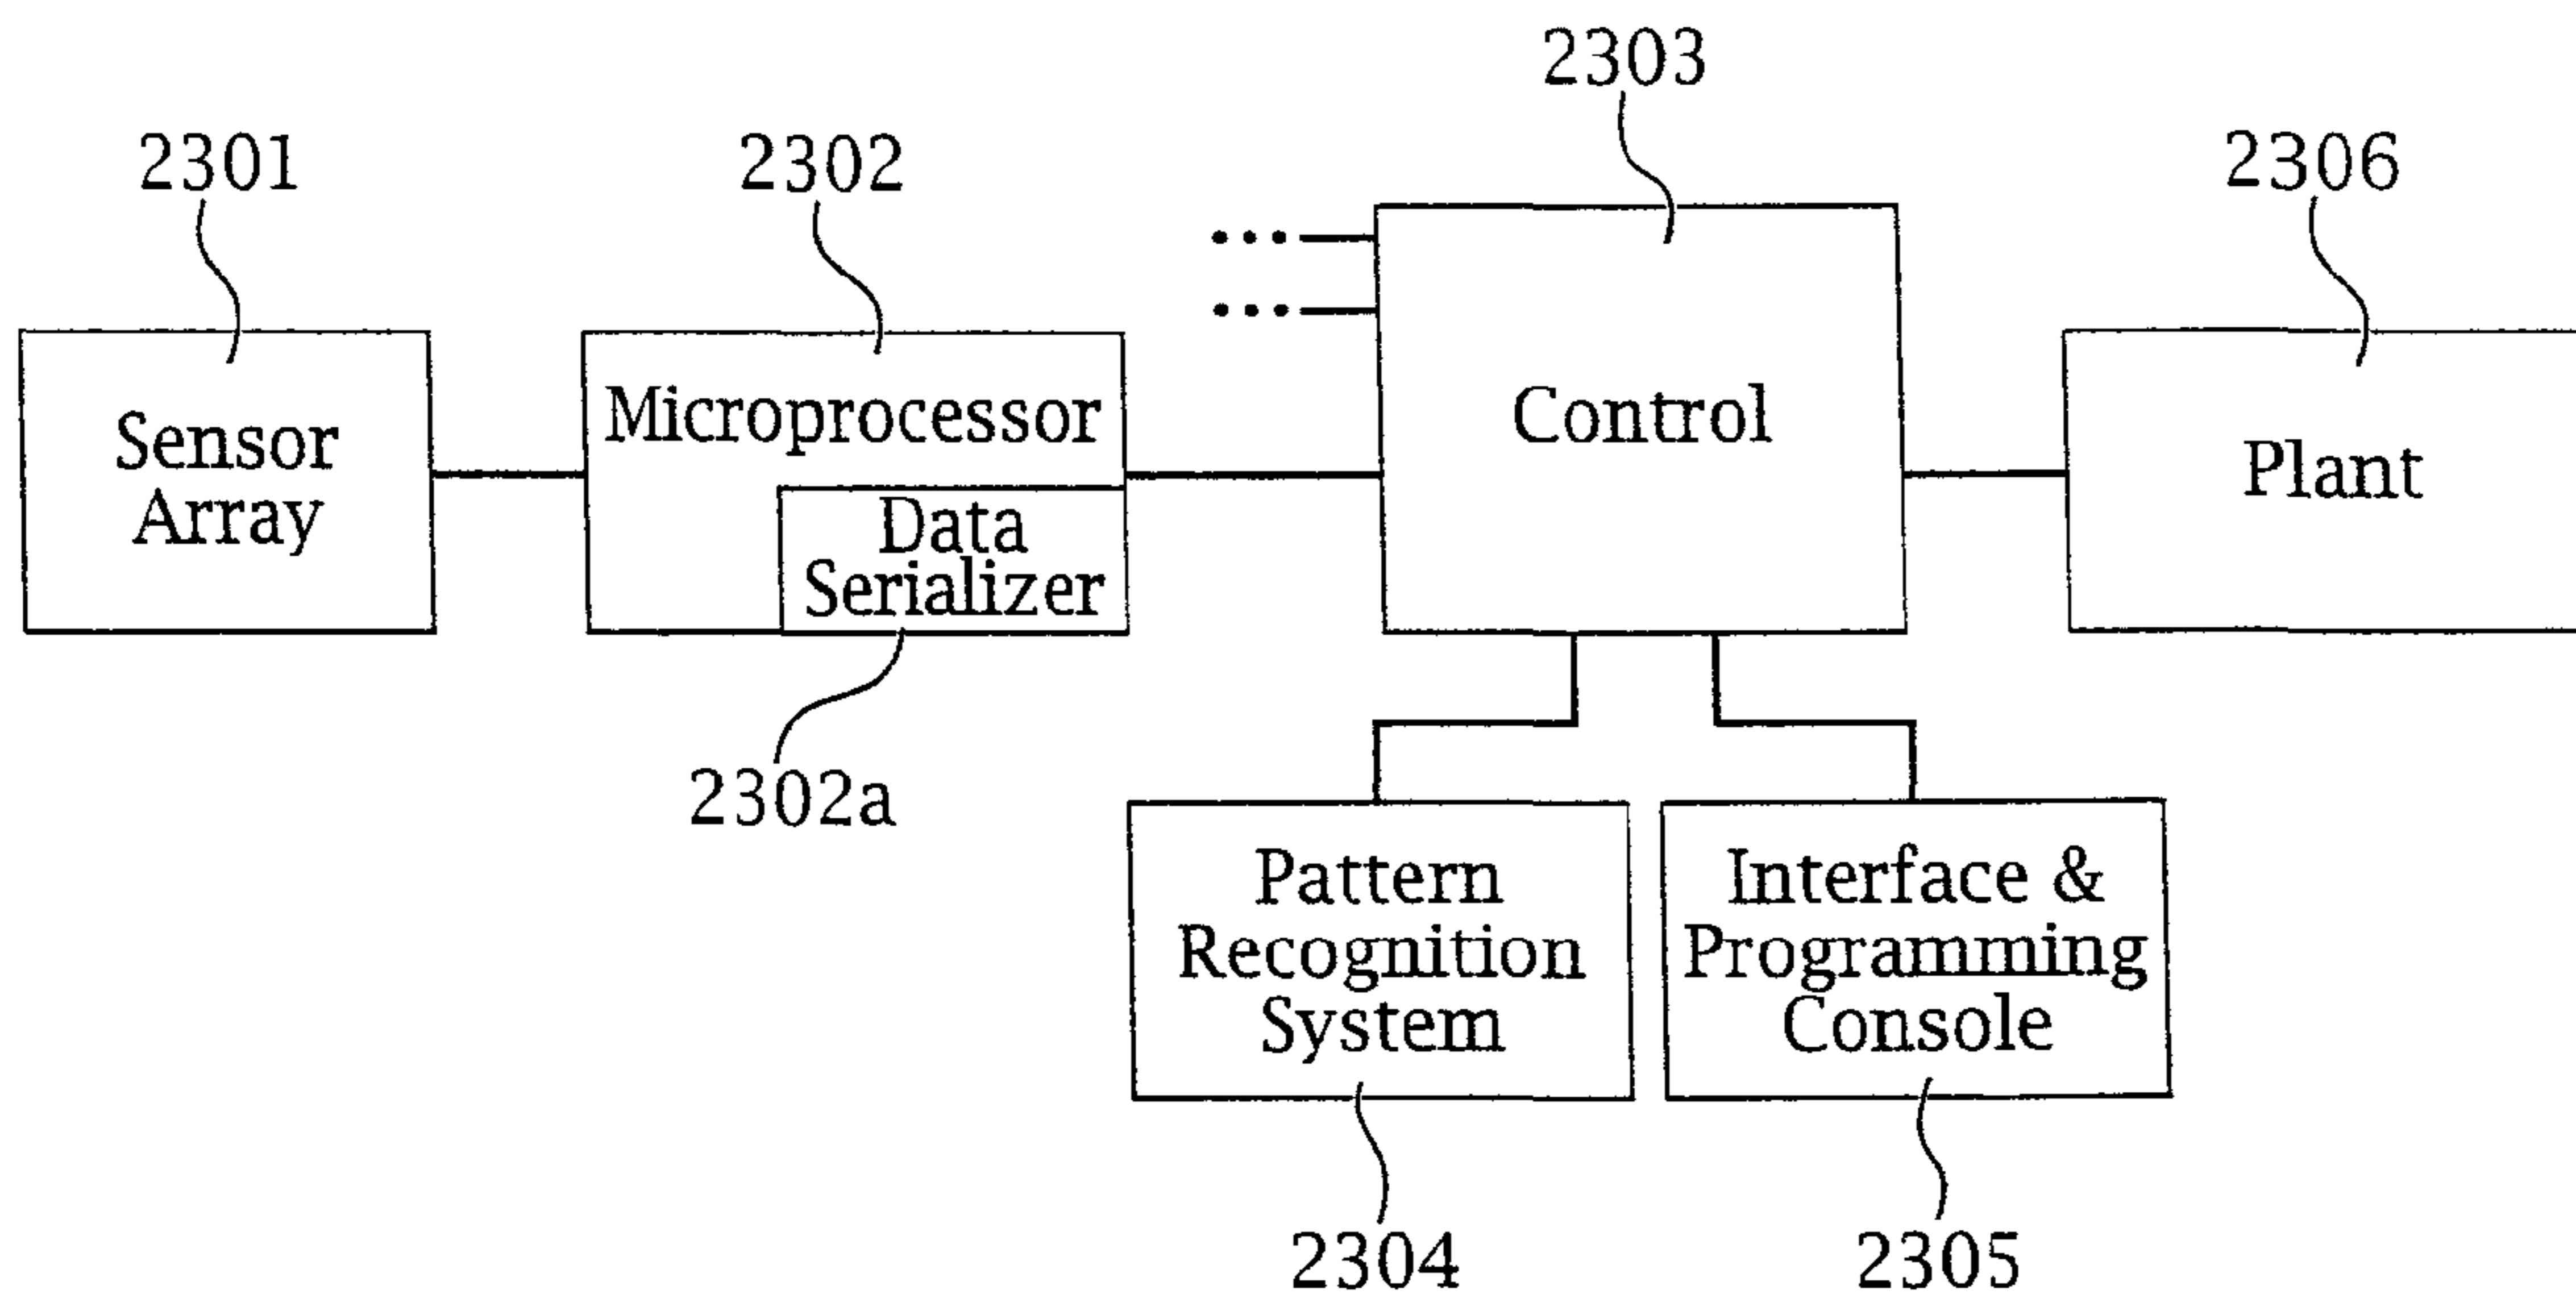 2303
2301
2302
2306
Sensor
Array
Microprocessor
Data
Serializer
Control
Plant
2302a
Pattern
Recognition
System
Interface &
Programming
Console
2304
2305